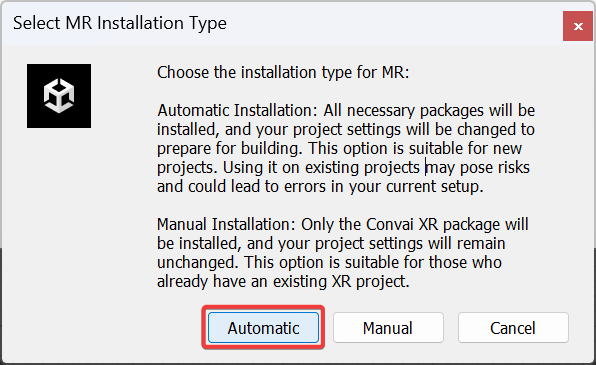 Select MR Installation Type
Choose the installation type for MR:
Automatic Installation: All necessary packages will be
installed, and your project settings will be changed to
prepare for building. This option is suitable for new
projects. Using it on existing projects may pose risks
and could lead to errors in your current setup.
Manual Installation: Only the Convai XR package will
be installed, and your project settings will remain
unchanged. This option is suitable for those who
already have an existing XR project.
Automatic
Manual
Cancel